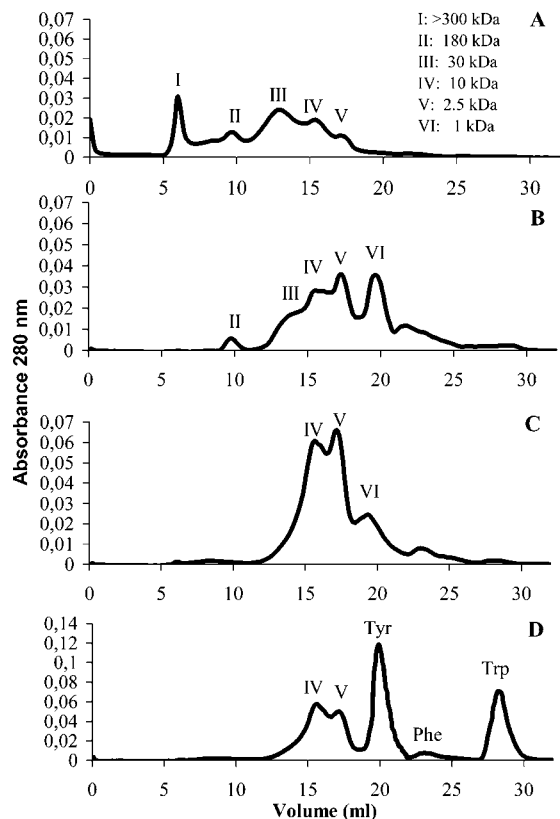 0,07
0,06
0,05
0,04
0,03
0,02
0,01
0
A
I: >300 kDa
II: 180 kDa
III: 30 kDa
IV: 10 kDa
V: 2.5 kDa
VI: 1 kDa
I
II
III
IV
V
0 5 10 15 20 25 30
0,07
0,06
0,05
0,04
0,03
0,02
0,01
0
B
II
III
IV
V
VI
0 5 10 15 20 25 30
Absorbance 280 nm
0,07
0,06
0,05
0,04
0,03
0,02
0,01
0
C
IV
V
VI
0 5 10 15 20 25 30
0,14
0,12
0,1
0,08
0,06
0,04
0,02
0
D
IV
V
Tyr
Phe
Trp
0 5 10 15 20 25 30
Volume (ml)